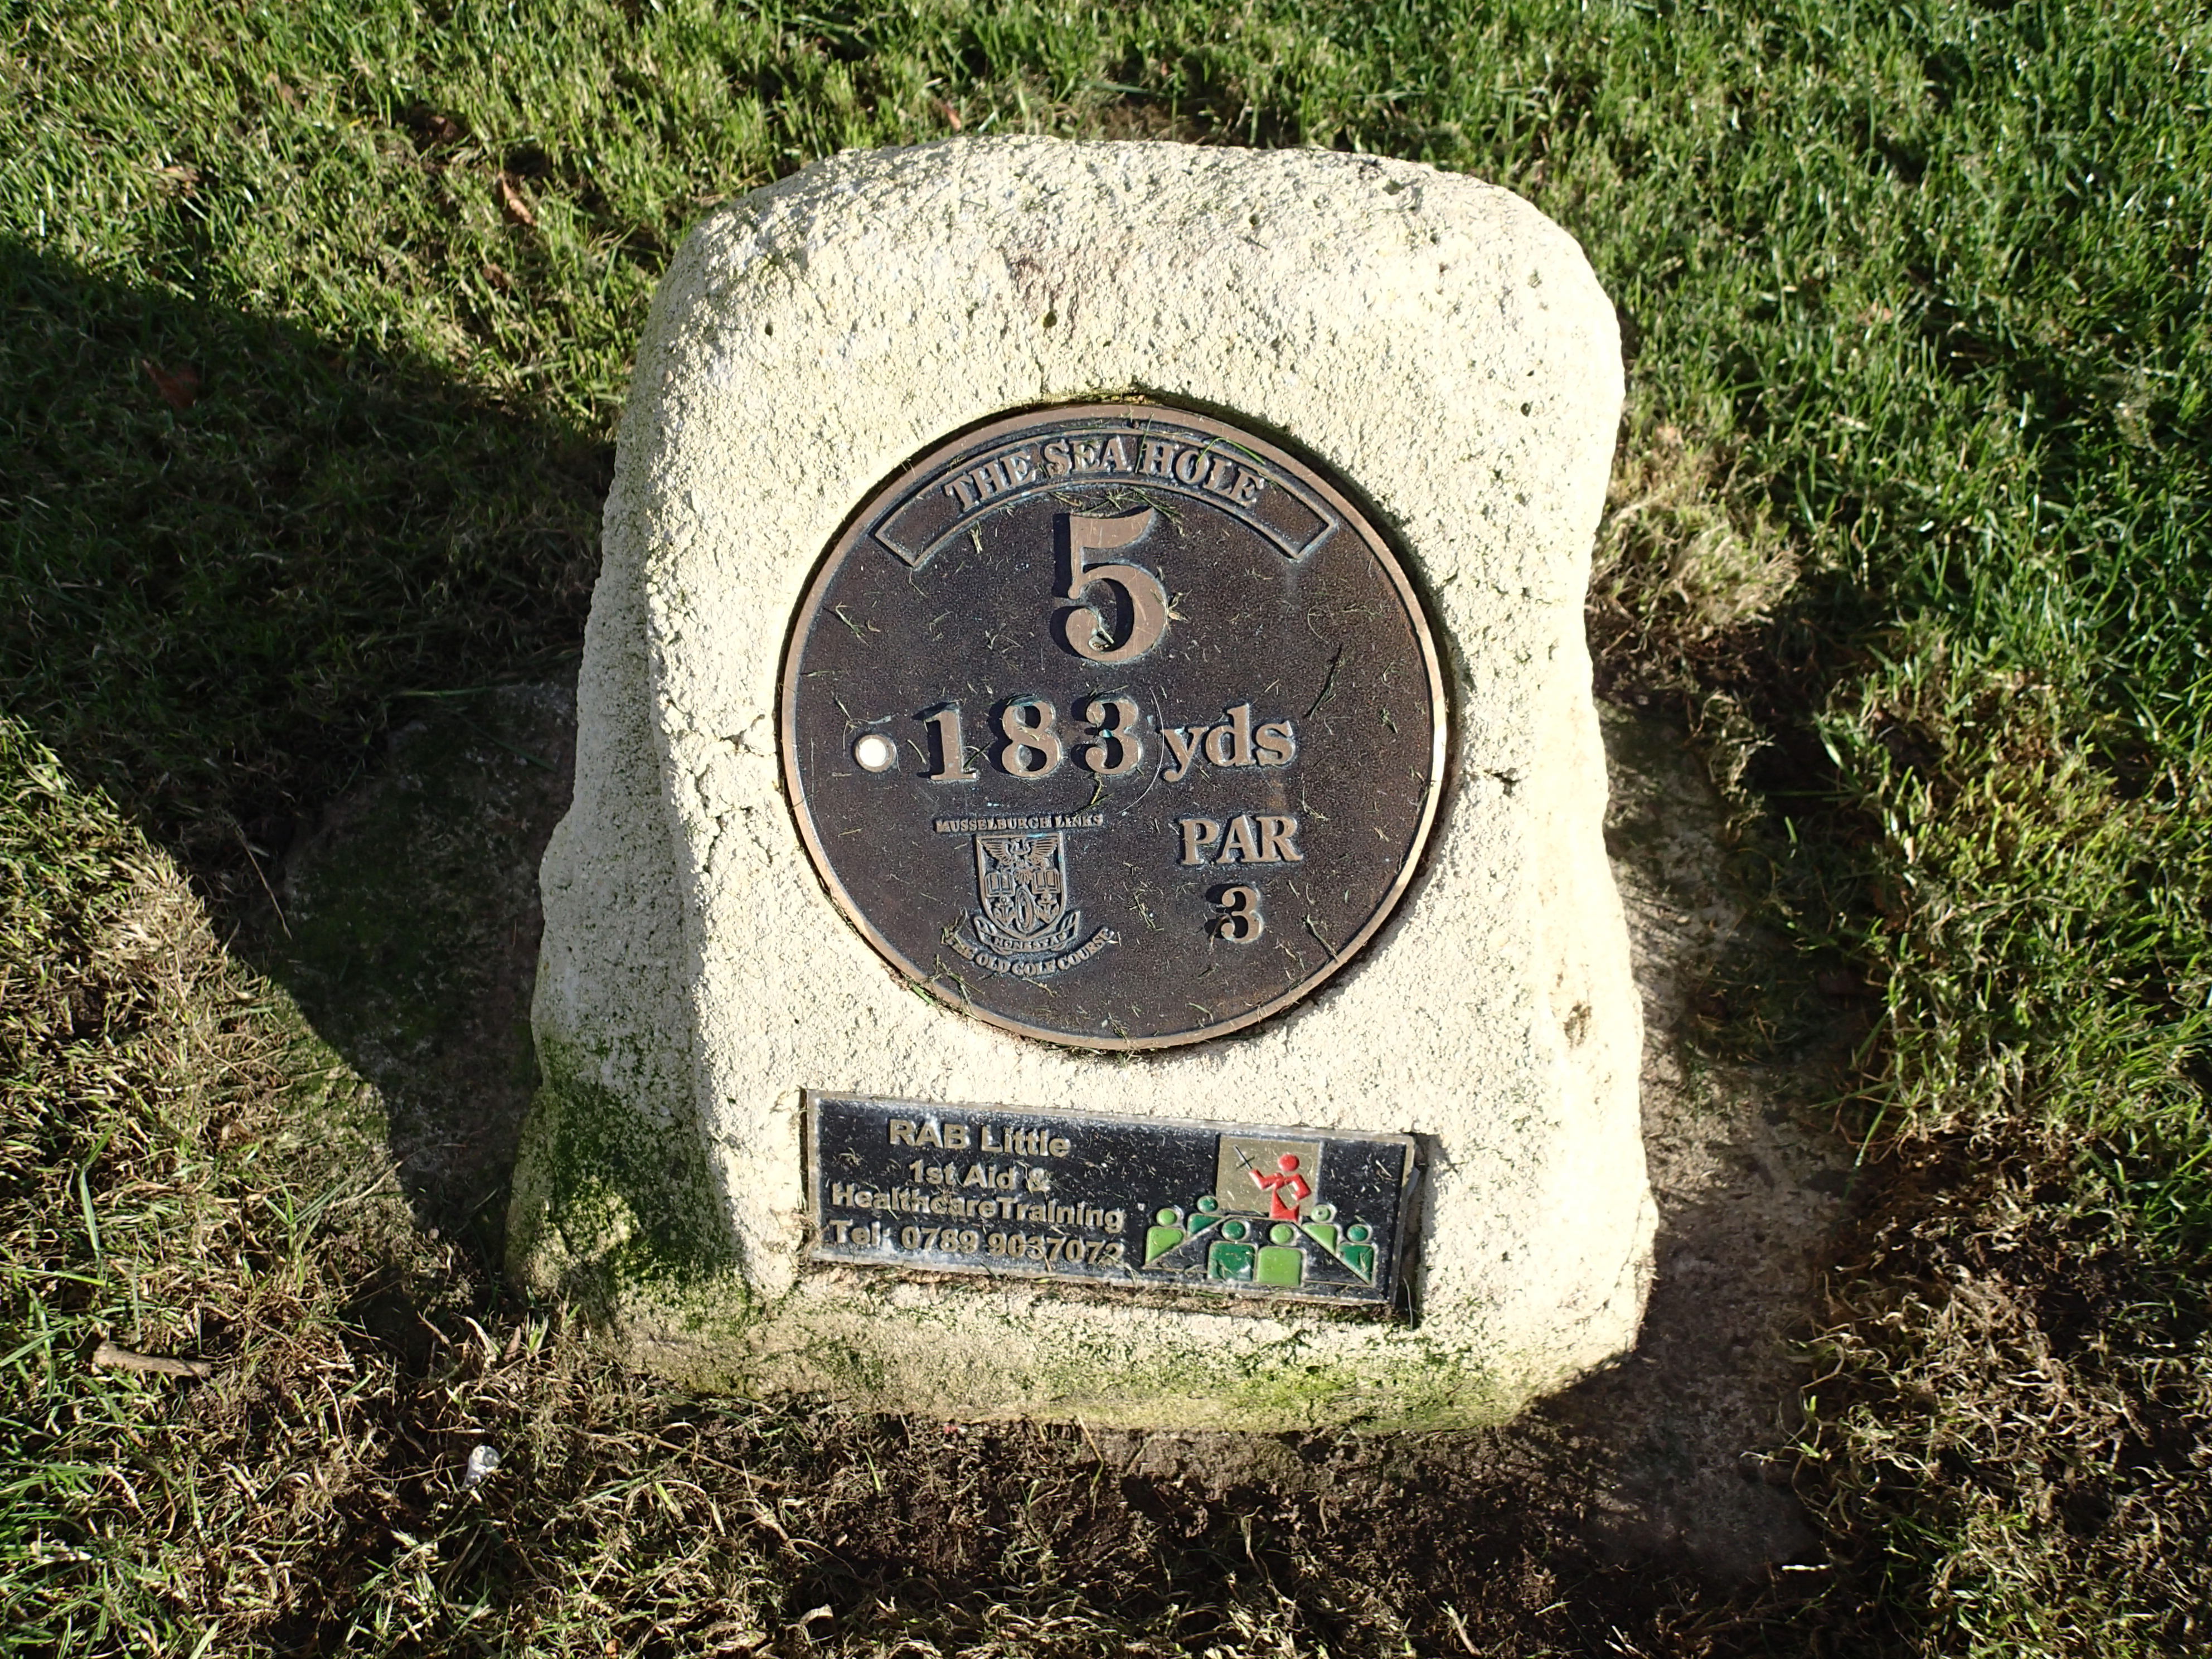 THE SEA HOLE
5
183 yds
PAR
3
MUSSELBURGH LINKS
HONESTAS
THE OLD GOLF COURSE
RAB Little
1st Aid &
HealthcareTraining
Tel: 0789 9037072